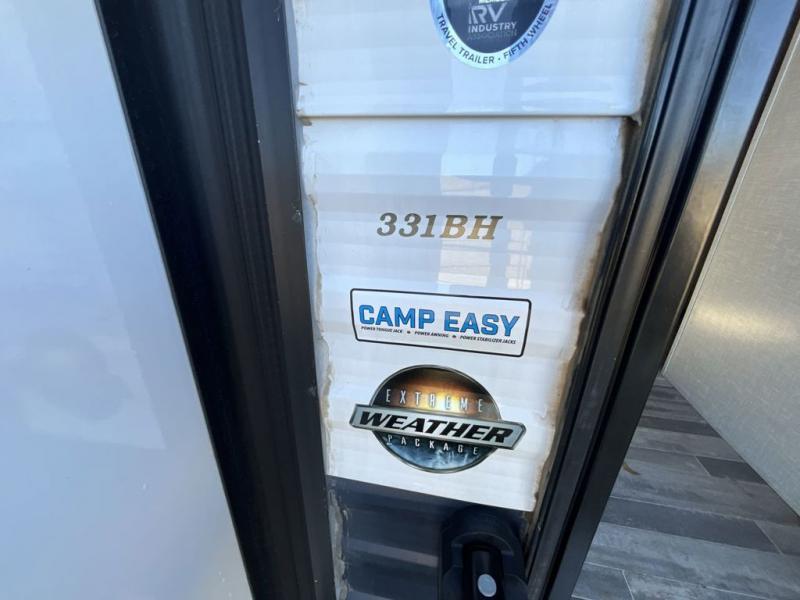 RV
INDUSTRY
ASSOCIATION
TRAVEL TRAILER • FIFTH WHEEL
331BH
CAMP EASY
POWER TONGUE JACK • POWER AWNING • POWER STABILIZER JACKS
EXTREME
WEATHER
PACKAGE